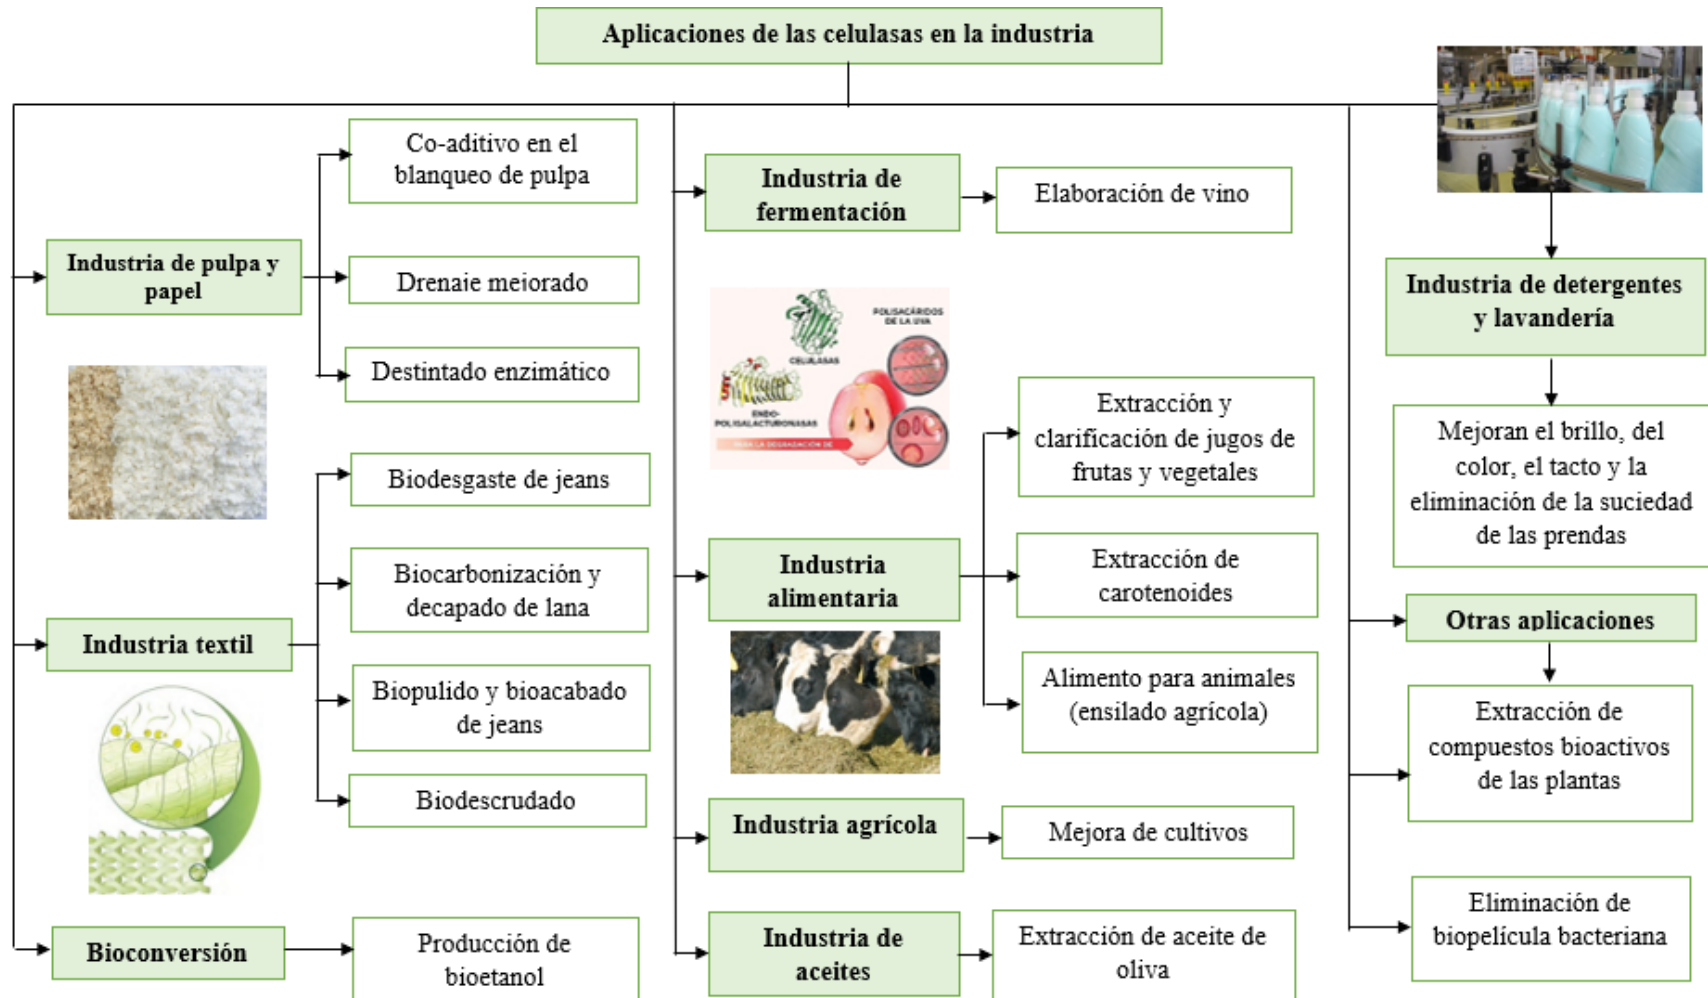 Aplicaciones de las celulasas en la industria
Industria de pulpa y
papel
Co-aditivo en el
blanqueo de pulpa
Drenaje mejorado
Destintado enzimático
Industria textil
Biodesgaste de jeans
Biocarbonización y
decapado de lana
Biopulido y bioacabado
de jeans
Biodescrudado
Bioconversión
Producción de
bioetanol
Industria de
fermentación
Elaboración de vino
CELULASAS
POLISACÁRIDOS
DE LA UVA
ENDO-
POLIGALACTURONASAS
PARA LA DEGRADACIÓN DE
Industria
alimentaria
Extracción y
clarificación de jugos de
frutas y vegetales
Extracción de
carotenoides
Alimento para animales
(ensilado agrícola)
Industria agrícola
Mejora de cultivos
Industria de
aceites
Extracción de aceite de
oliva
Industria de detergentes
y lavandería
Mejoran el brillo, del
color, el tacto y la
eliminación de la suciedad
de las prendas
Otras aplicaciones
Extracción de
compuestos bioactivos
de las plantas
Eliminación de
biopelícula bacteriana